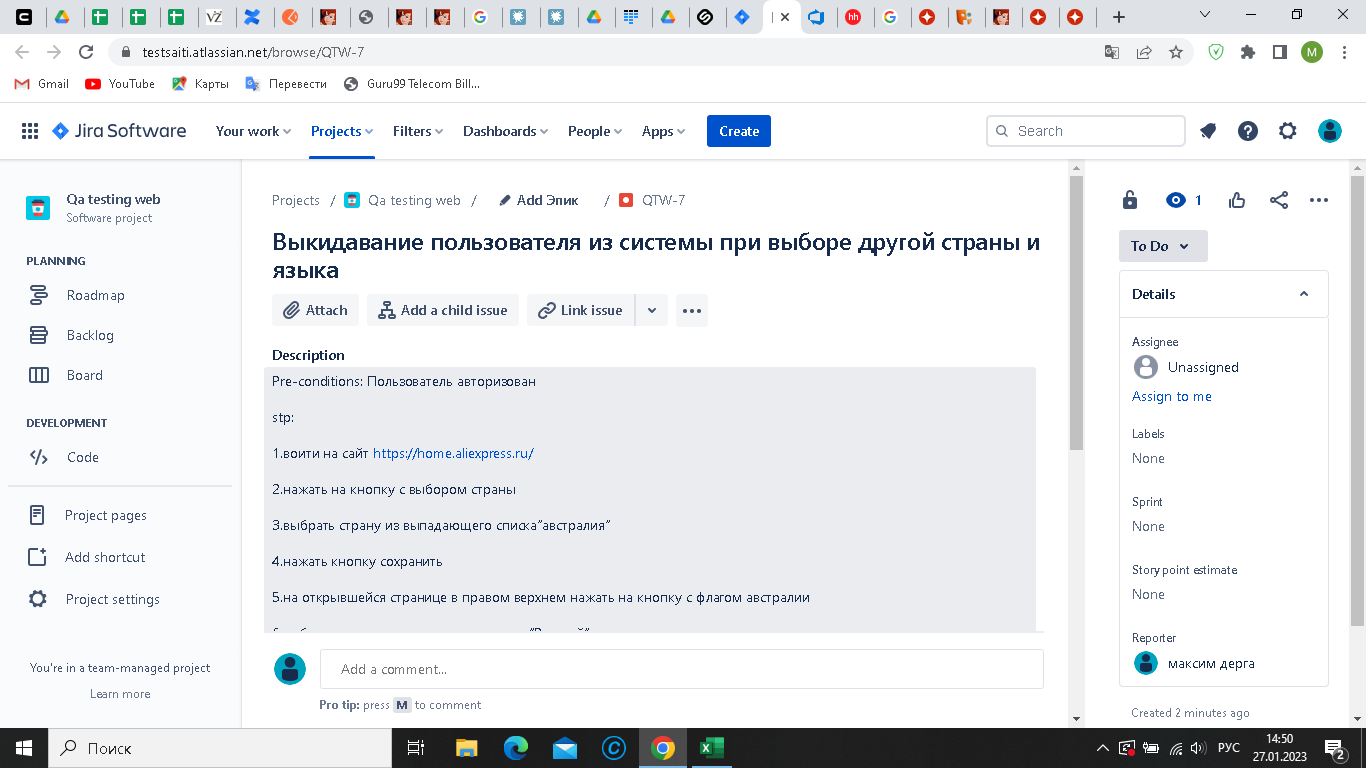 testsaiti.atlassian.net/browse/QTW-7
M
Gmail
YouTube
Карты
Перевести
Guru99 Telecom Bill...
Jira Software
Your work
Projects
Filters
Dashboards
People
Apps
Create
Search
Qa testing web
Software project
PLANNING
Roadmap
Backlog
Board
DEVELOPMENT
Code
Project pages
Add shortcut
Project settings
You're in a team-managed project
Learn more
Projects / Qa testing web / Add Эпик / QTW-7
Выкидавание пользователя из системы при выборе другой страны и
языка
Attach
Add a child issue
Link issue
Description
Pre-conditions: Пользователь авторизован
stp:
1.воити на сайт https://home.aliexpress.ru/
2.нажать на кнопку с выбором страны
3.выбрать страну из выпадающего списка”австралия”
4.нажать кнопку сохранить
5.на открывшейся странице в правом верхнем нажать на кнопку с флагом австралии
Add a comment...
Pro tip: press M to comment
1
To Do
Details
Assignee
Unassigned
Assign to me
Labels
None
Sprint
None
Story point estimate
None
Reporter
максим дерга
Created 2 minutes ago
Поиск
РУС
14:50
27.01.2023
2